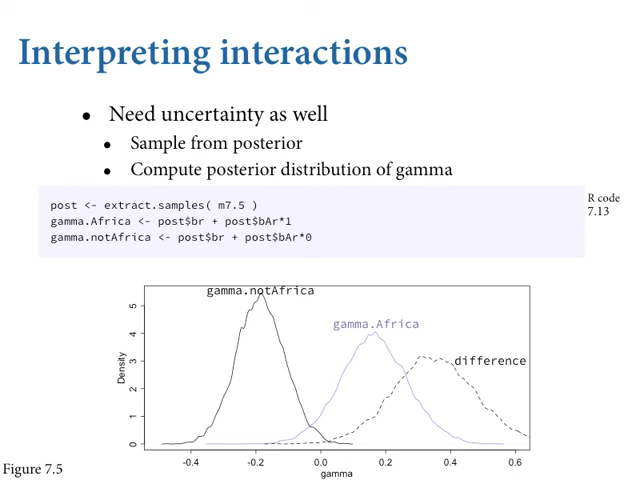 Interpreting interactions
• Need uncertainty as well
• Sample from posterior
• Compute posterior distribution of gamma
post <- extract.samples( m7.5 )
gamma.Africa <- post$br + post$bAr*1
gamma.notAfrica <- post$br + post$bAr*0
R code
7.13
gamma.notAfrica
gamma.Africa
difference
Density
0 1 2 3 4 5
-0.4 -0.2 0.0 0.2 0.4 0.6
gamma
Figure 7.5